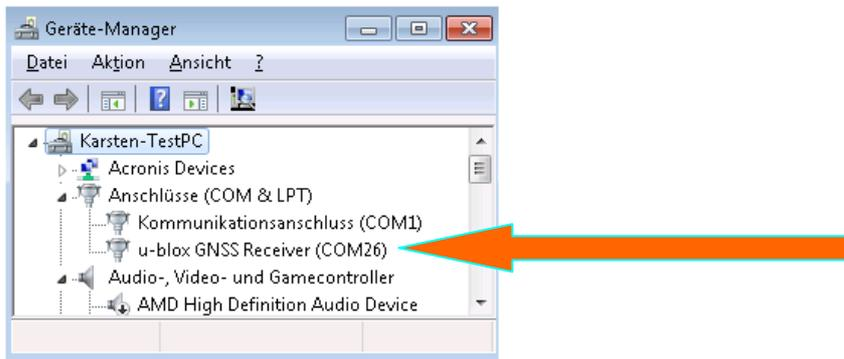 Geräte-Manager
Datei Aktion Ansicht ?
Karsten-TestPC
Acronis Devices
Anschlüsse (COM & LPT)
Kommunikationsanschluss (COM1)
u-blox GNSS Receiver (COM26)
Audio-, Video- und Gamecontroller
AMD High Definition Audio Device